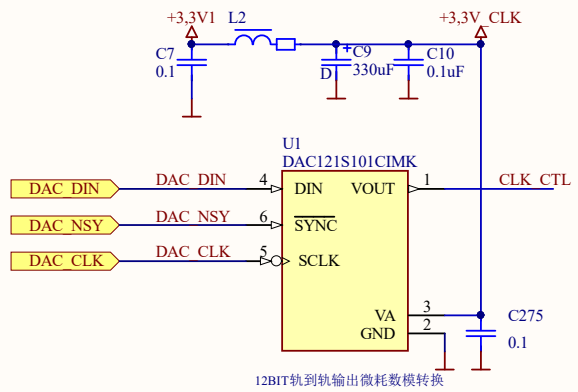 +3,3V1
L2
+3,3V_CLK
C7
0.1
C9
330uF
D
C10
0.1uF
U1
DAC121S101CIMK
DAC_DIN
DAC_DIN
4
DIN
VOUT
1
CLK_CTL
DAC_NSY
DAC_NSY
6
SYNC
DAC_CLK
DAC_CLK
5
SCLK
VA
3
GND
2
C275
0.1
12BIT轨到轨输出微耗数模转换